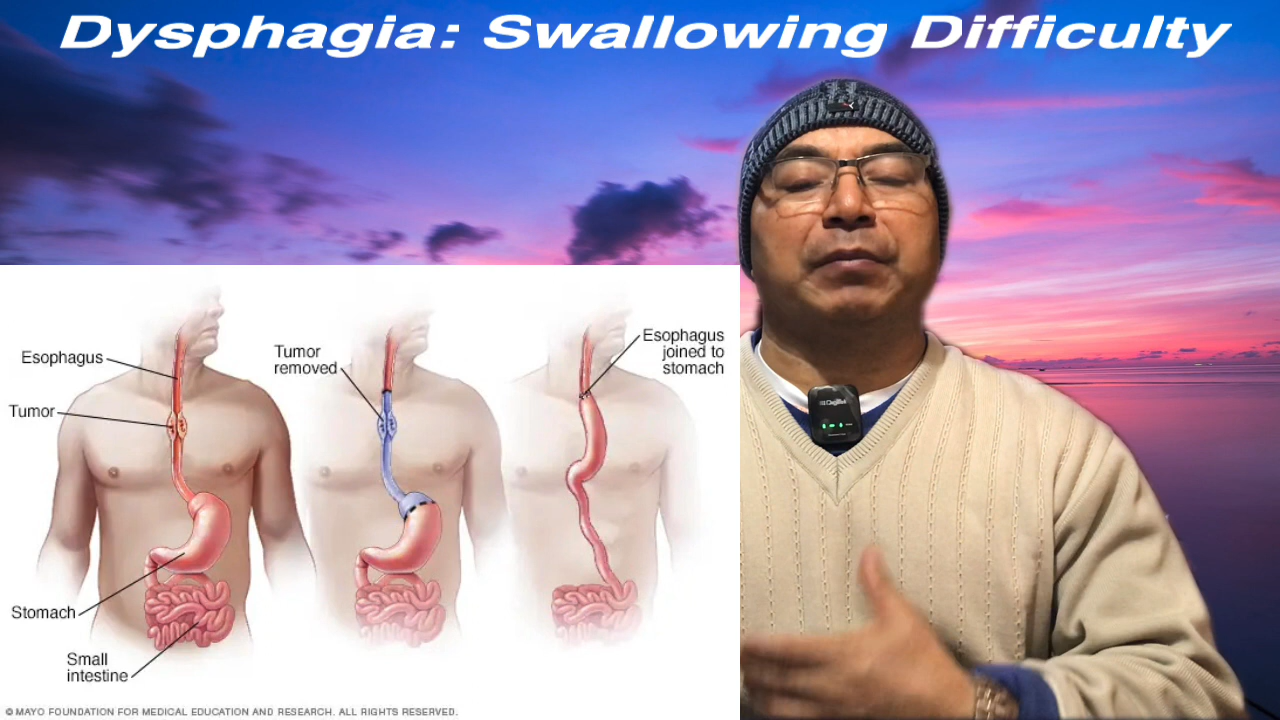 Dysphagia: Swallowing Difficulty
Esophagus
Tumor
Stomach
Small
intestine
Tumor
removed
Esophagus
joined to
stomach
© MAYO FOUNDATION FOR MEDICAL EDUCATION AND RESEARCH. ALL RIGHTS RESERVED.